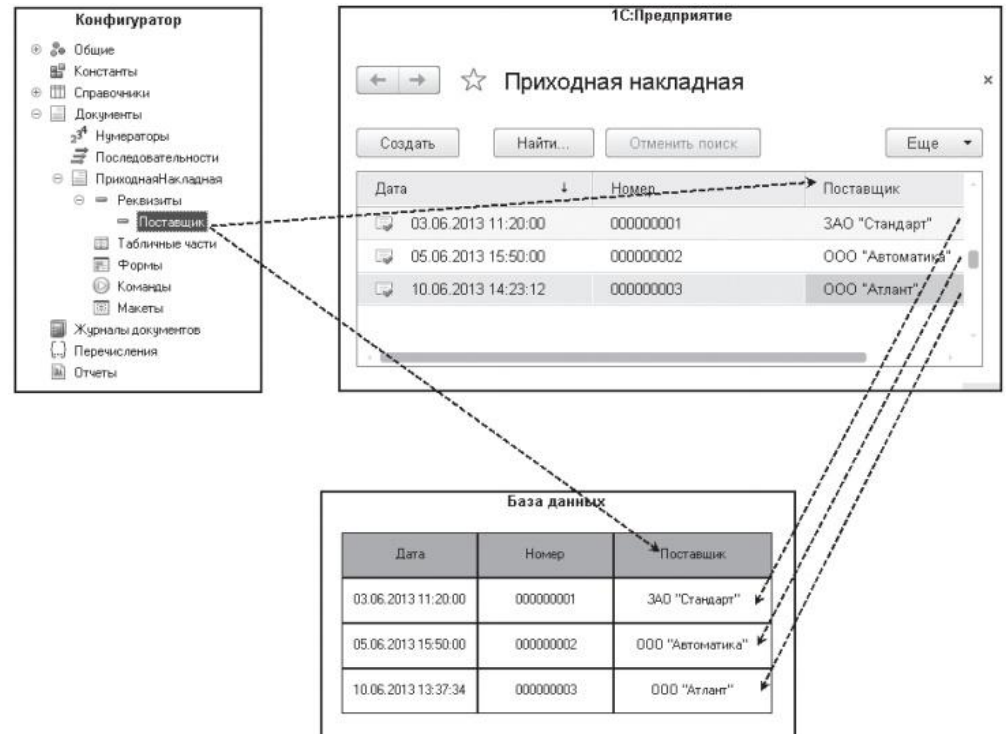 Конфигуратор
Общие
Константы
Справочники
Документы
Нумераторы
Последовательности
ПриходнаяНакладная
Реквизиты
Поставщик
Табличные части
Формы
Команды
Макеты
Журналы документов
Перечисления
Отчеты
1С:Предприятие
Приходная накладная
Создать Найти... Отменить поиск Еще
Дата Номер Поставщик
03.06.2013 11:20:00 000000001 ЗАО "Стандарт"
05.06.2013 15:50:00 000000002 ООО "Автоматика"
10.06.2013 14:23:12 000000003 ООО "Атлант"
База данных
Дата Номер Поставщик
03.06.2013 11:20:00 000000001 ЗАО "Стандарт"
05.06.2013 15:50:00 000000002 ООО "Автоматика"
10.06.2013 13:37:34 000000003 ООО "Атлант"